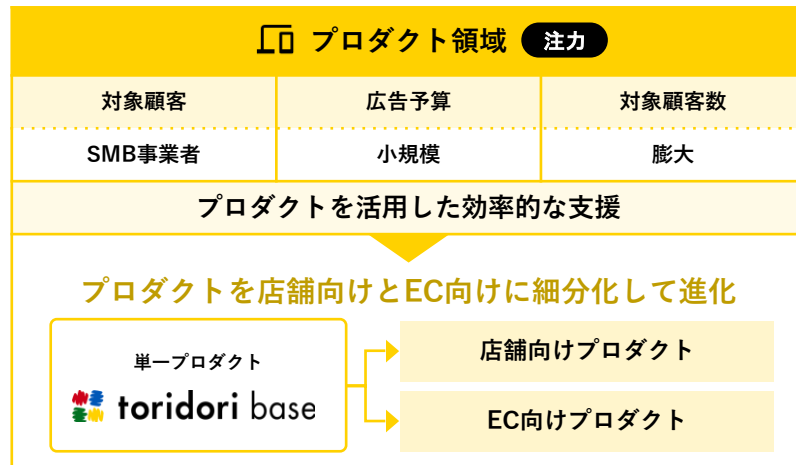 プロダクト領域 注力
対象顧客 広告予算 対象顧客数
SMB事業者 小規模 膨大
プロダクトを活用した効率的な支援
プロダクトを店舗向けとEC向けに細分化して進化
単一プロダクト
toridori base
店舗向けプロダクト
EC向けプロダクト